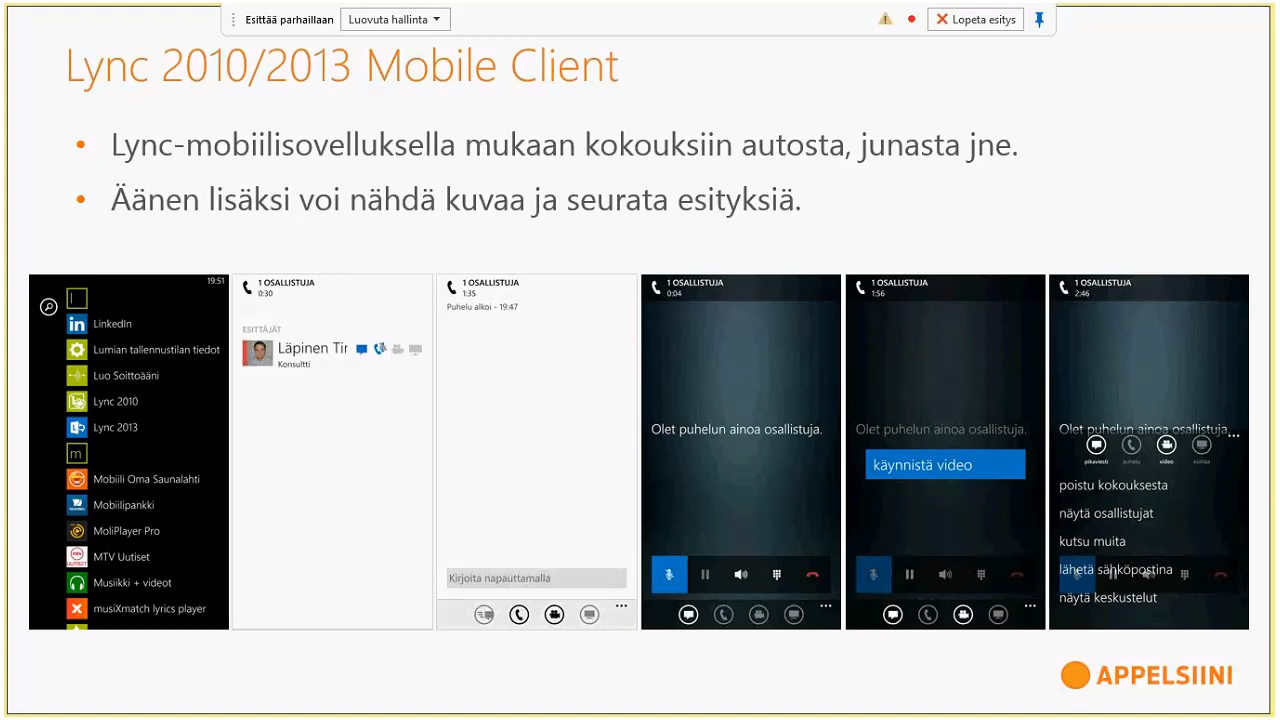 Esittää parhaillaan
Luovuta hallinta
Lopeta esitys
Lync 2010/2013 Mobile Client
• Lync-mobiilisovelluksella mukaan kokouksiin autosta, junasta jne.
• Äänen lisäksi voi nähdä kuvaa ja seurata esityksiä.
19:51
l
LinkedIn
Lumian tallennustilan tiedot
Luo Soittoääni
Lync 2010
Lync 2013
m
Mobiili Oma Saunalahti
Mobiilipankki
MoliPlayer Pro
MTV Uutiset
Musiikki + videot
musiXmatch lyrics player
1 OSALLISTUJA
0:30
ESITTÄJÄT
Läpinen Tir
Konsultti
1 OSALLISTUJA
1:35
Puhelu alkoi - 19:47
Kirjoita napauttamalla
1 OSALLISTUJA
0:04
Olet puhelun ainoa osallistuja.
1 OSALLISTUJA
1:56
Olet puhelun ainoa osallistuja.
käynnistä video
1 OSALLISTUJA
2:46
Olet puhelun ainoa osallistuja.
pikaviesti puhelu video esittää
poistu kokouksesta
näytä osallistujat
kutsu muita
lähetä sähköpostina
näytä keskustelut
APPELSIINI